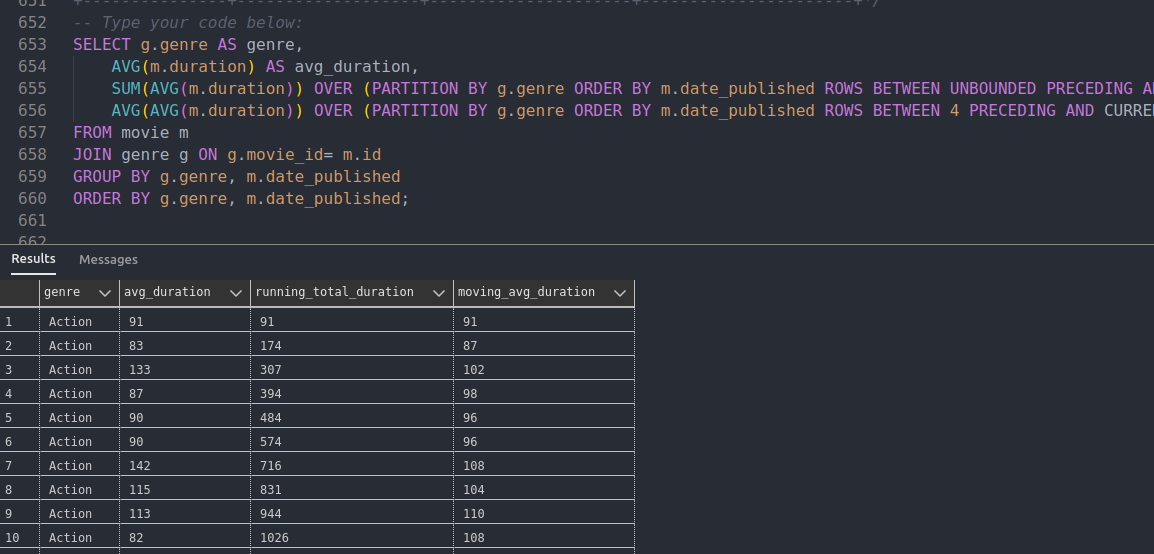 651 +---------------+-------------------+---------------------+----------------------+*/
652 -- Type your code below:
653 SELECT g.genre AS genre,
654 AVG(m.duration) AS avg_duration,
655 SUM(AVG(m.duration)) OVER (PARTITION BY g.genre ORDER BY m.date_published ROWS BETWEEN UNBOUNDED PRECEDING
656 AVG(AVG(m.duration)) OVER (PARTITION BY g.genre ORDER BY m.date_published ROWS BETWEEN 4 PRECEDING AND
657 FROM movie m
658 JOIN genre g ON g.movie_id= m.id
659 GROUP BY g.genre, m.date_published
660 ORDER BY g.genre, m.date_published;
661
662
Results Messages
genre avg_duration running_total_duration moving_avg_duration
1 Action 91 91 91
2 Action 83 174 87
3 Action 133 307 102
4 Action 87 394 98
5 Action 90 484 96
6 Action 90 574 96
7 Action 142 716 108
8 Action 115 831 104
9 Action 113 944 110
10 Action 82 1026 108